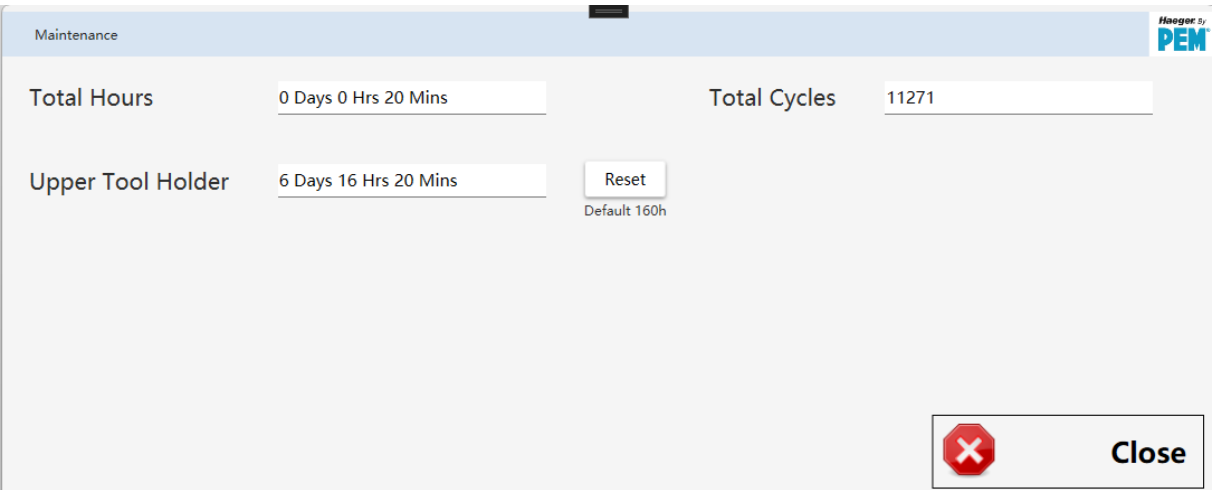 Maintenance
Haeger. By
PEM®
Total Hours
0 Days 0 Hrs 20 Mins
Total Cycles
11271
Upper Tool Holder
6 Days 16 Hrs 20 Mins
Reset
Default 160h
Close